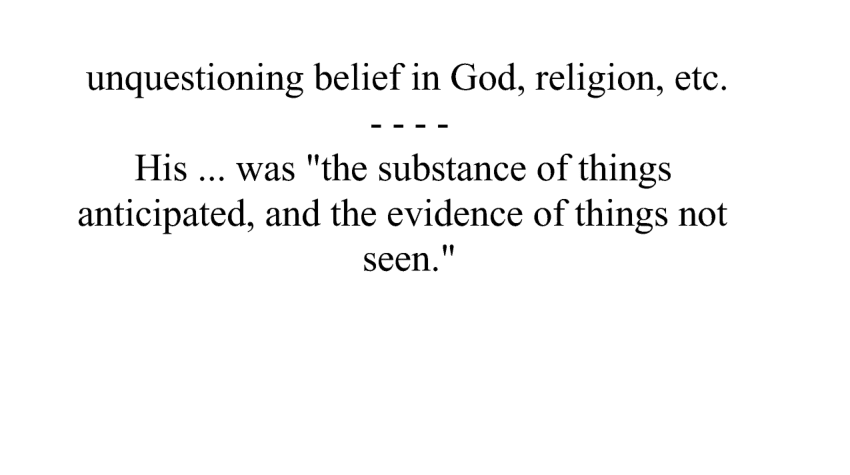 unquestioning belief in God, religion, etc.
- - - -
His ... was "the substance of things
anticipated, and the evidence of things not
seen."